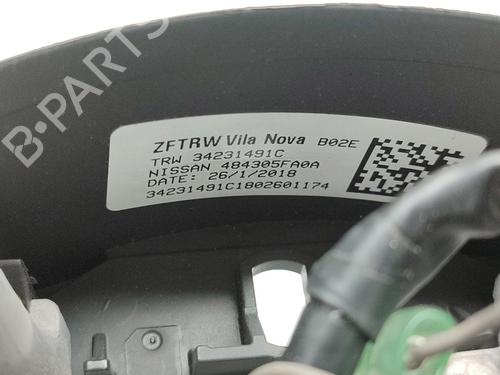 ZFTRW Vila Nova B02E
TRW 34231491C
NISSAN 484305FA0A
DATE: 26/1/2018
34231491C1802601174
B-PARTS